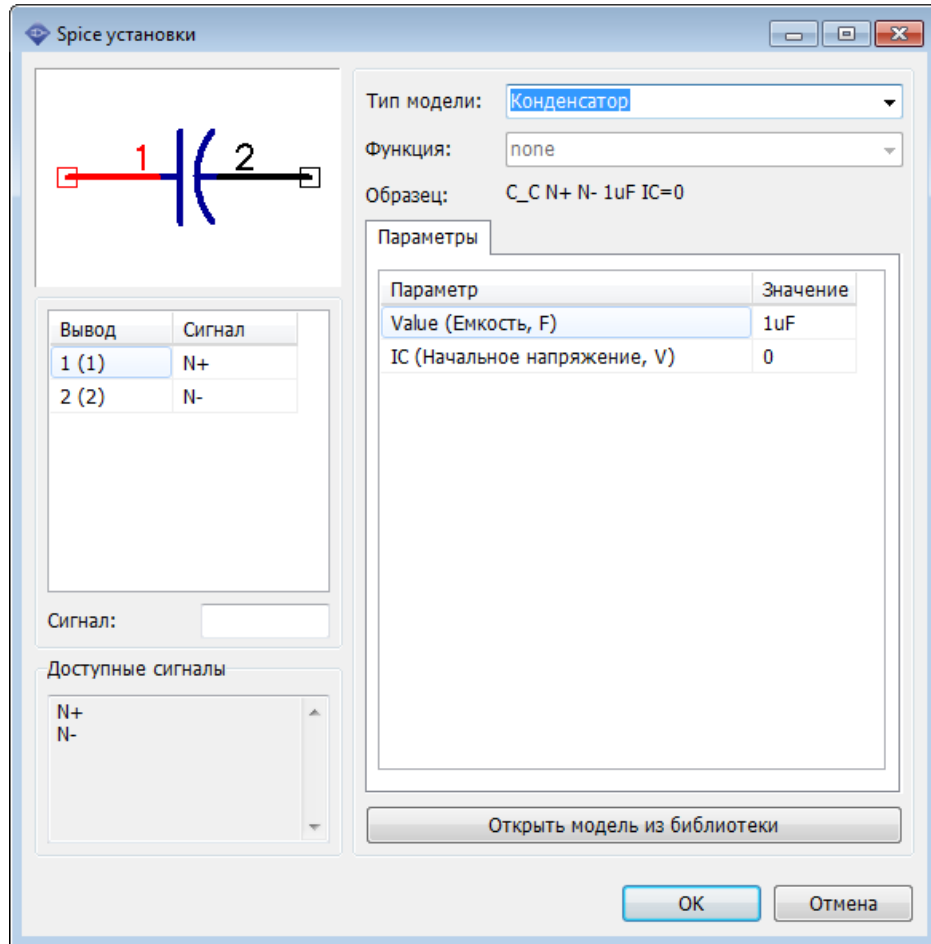 Spice установки
1
2
Тип модели: Конденсатор
Функция: none
Образец: C_C N+ N- 1uF IC=0
Параметры
Параметр Значение
Value (Емкость, F) 1uF
IC (Начальное напряжение, V) 0
Вывод Сигнал
1 (1) N+
2 (2) N-
Сигнал:
Доступные сигналы
N+
N-
Открыть модель из библиотеки
OK Отмена